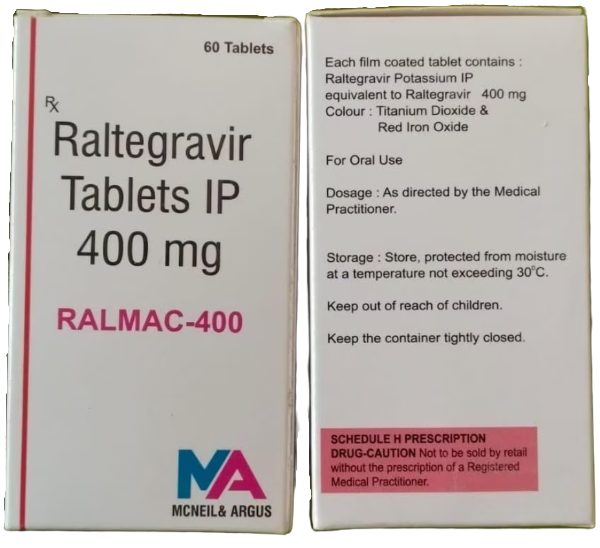 60 Tablets
Rx
Raltegravir
Tablets IP
400 mg
RALMAC-400
MA
MCNEIL& ARGUS
Each film coated tablet contains :
Raltegravir Potassium IP
equivalent to Raltegravir 400 mg
Colour : Titanium Dioxide &
Red Iron Oxide
For Oral Use
Dosage : As directed by the Medical
Practitioner.
Storage : Store, protected from moisture
at a temperature not exceeding 30°C.
Keep out of reach of children.
Keep the container tightly closed.
SCHEDULE H PRESCRIPTION
DRUG-CAUTION Not to be sold by retail
without the prescription of a Registered
Medical Practitioner.